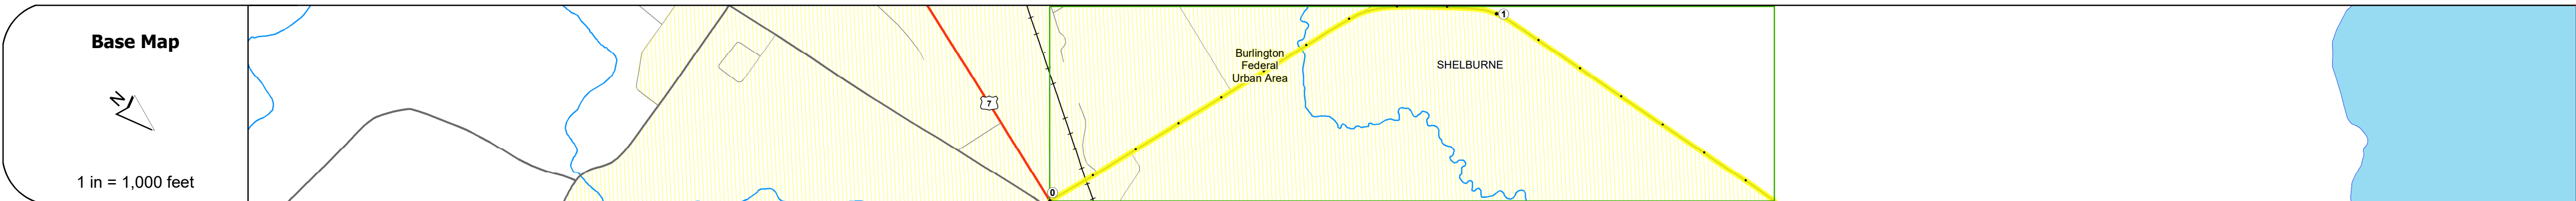 Base Map
N
1 in = 1,000 feet
7
0
Burlington
Federal
Urban Area
SHELBURNE
1